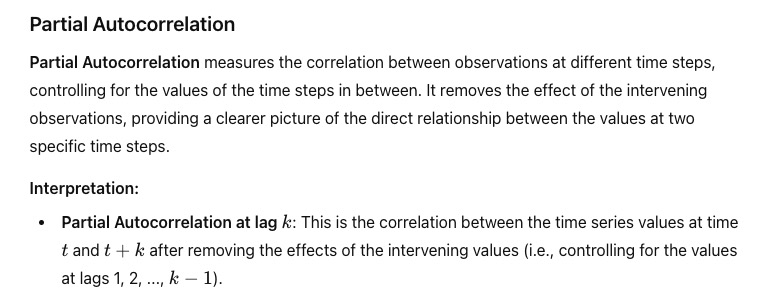 Partial Autocorrelation
Partial Autocorrelation measures the correlation between observations at different time steps,
controlling for the values of the time steps in between. It removes the effect of the intervening
observations, providing a clearer picture of the direct relationship between the values at two
specific time steps.
Interpretation:
• Partial Autocorrelation at lag k: This is the correlation between the time series values at time
t and t + k after removing the effects of the intervening values (i.e., controlling for the values
at lags 1, 2, ..., k − 1).